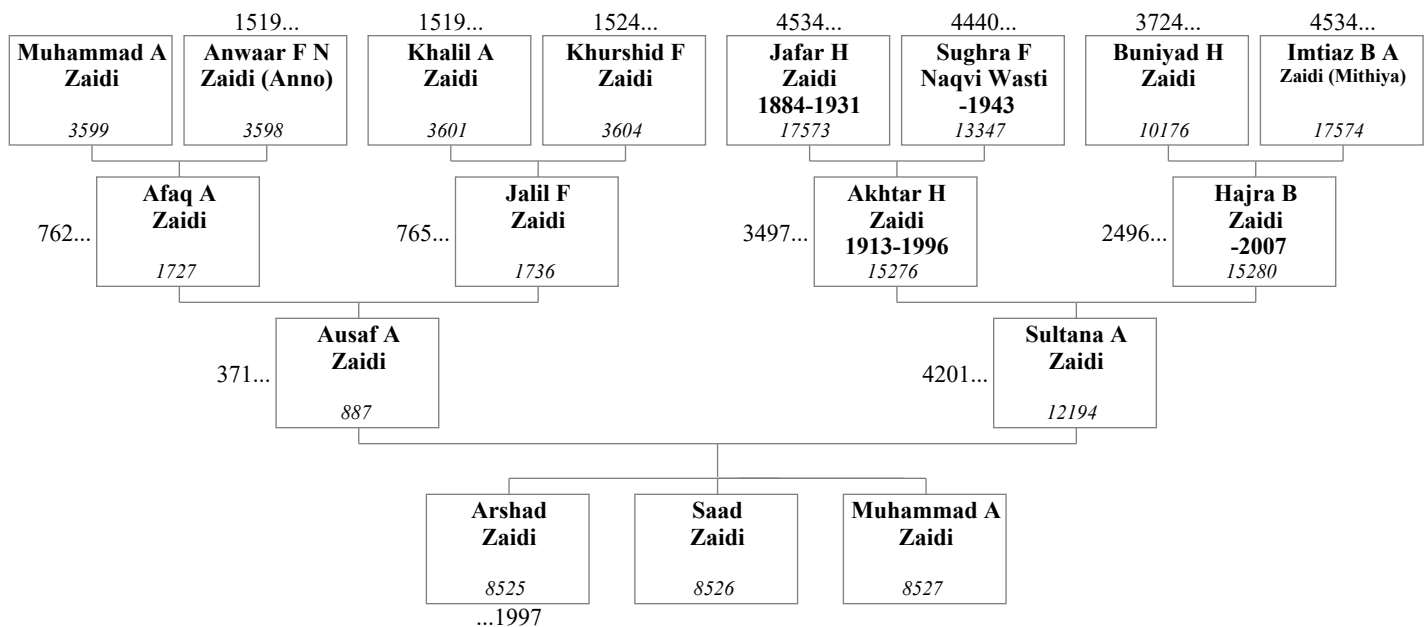 1519...
1519...
1524...
4534...
4440...
3724...
4534...
Muhammad A
Zaidi
3599
Anwaar F N
Zaidi (Anno)
3598
Khalil A
Zaidi
3601
Khurshid F
Zaidi
3604
Jafar H
Zaidi
1884-1931
17573
Sughra F
Naqvi Wasti
-1943
13347
Buniyad H
Zaidi
10176
Imtiaz B A
Zaidi (Mithiya)
17574
762...
Afaq A
Zaidi
1727
765...
Jalil F
Zaidi
1736
3497...
Akhtar H
Zaidi
1913-1996
15276
2496...
Hajra B
Zaidi
-2007
15280
371...
Ausaf A
Zaidi
887
4201...
Sultana A
Zaidi
12194
Arshad
Zaidi
8525
...1997
Saad
Zaidi
8526
Muhammad A
Zaidi
8527